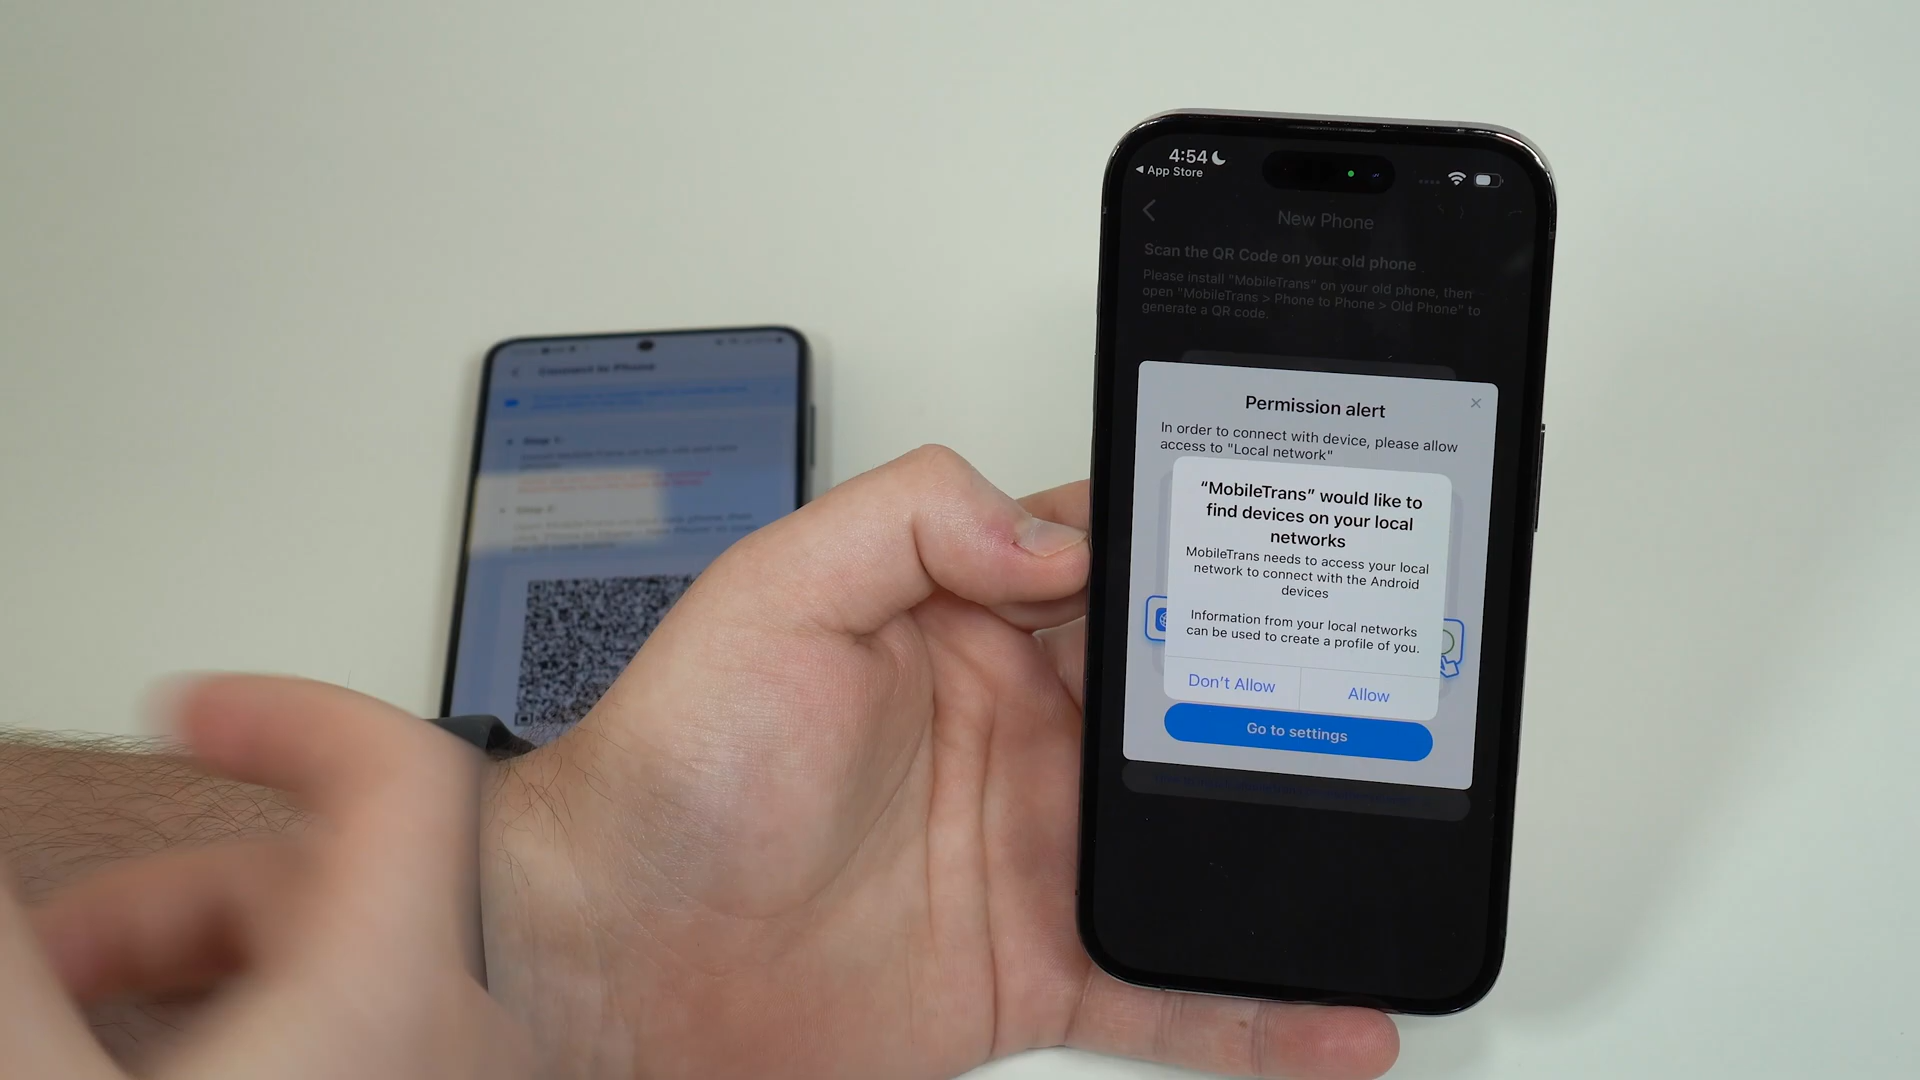 4:54
App Store
New Phone
Scan the QR Code on your old phone
Please install "MobileTrans" on your old phone, then
open "MobileTrans > Phone to Phone > Old Phone" to
generate a QR code.
Permission alert
In order to connect with device, please allow
access to "Local network"
“MobileTrans” would like to
find devices on your local
networks
MobileTrans needs to access your local
network to connect with the Android
devices
Information from your local networks
can be used to create a profile of you.
Don’t Allow
Allow
Go to settings
Step 1:
Step 2: